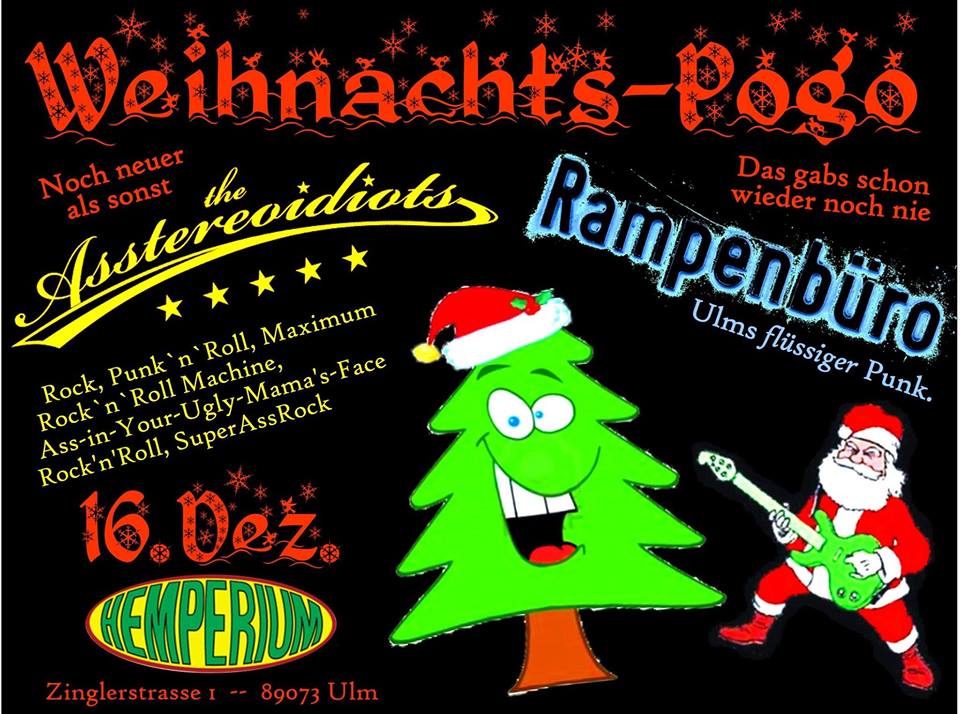 Weihnachts-Pogo
Noch neuer
als sonst
the
Asstereoidiots
Das gabs schon
wieder noch nie
Rampenbüro
Ulms flüssiger Punk.
Rock, Punk`n`Roll, Maximum
Rock`n`Roll Machine,
Ass-in-Your-Ugly-Mama's-Face
Rock'n'Roll, SuperAssRock
16. Dez.
HEMPERIUM
Zinglerstrasse 1 -- 89073 Ulm